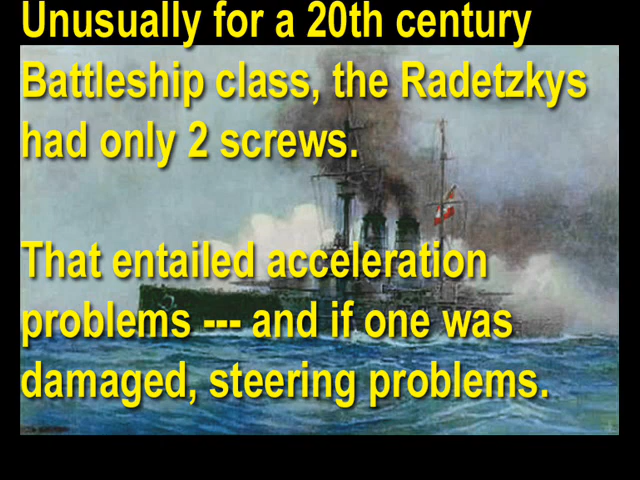 Unusually for a 20th century
Battleship class, the Radetzkys
had only 2 screws.
That entailed acceleration
problems --- and if one was
damaged, steering problems.